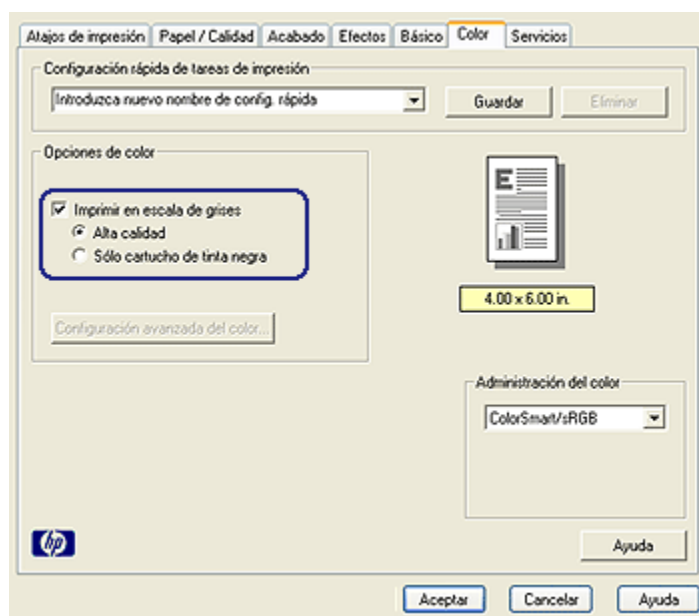 Atajos de impresión Papel / Calidad Acabado Efectos Básico Color Servicios
Configuración rápida de tareas de impresión
Introduzca nuevo nombre de config. rápida Guardar Eliminar
Opciones de color
Imprimir en escala de grises
Alta calidad
Sólo cartucho de tinta negra
E
4.00 x 6.00 in.
Configuración avanzada del color...
Administración del color
ColorSmart/sRGB
hp
Ayuda
Aceptar Cancelar Ayuda